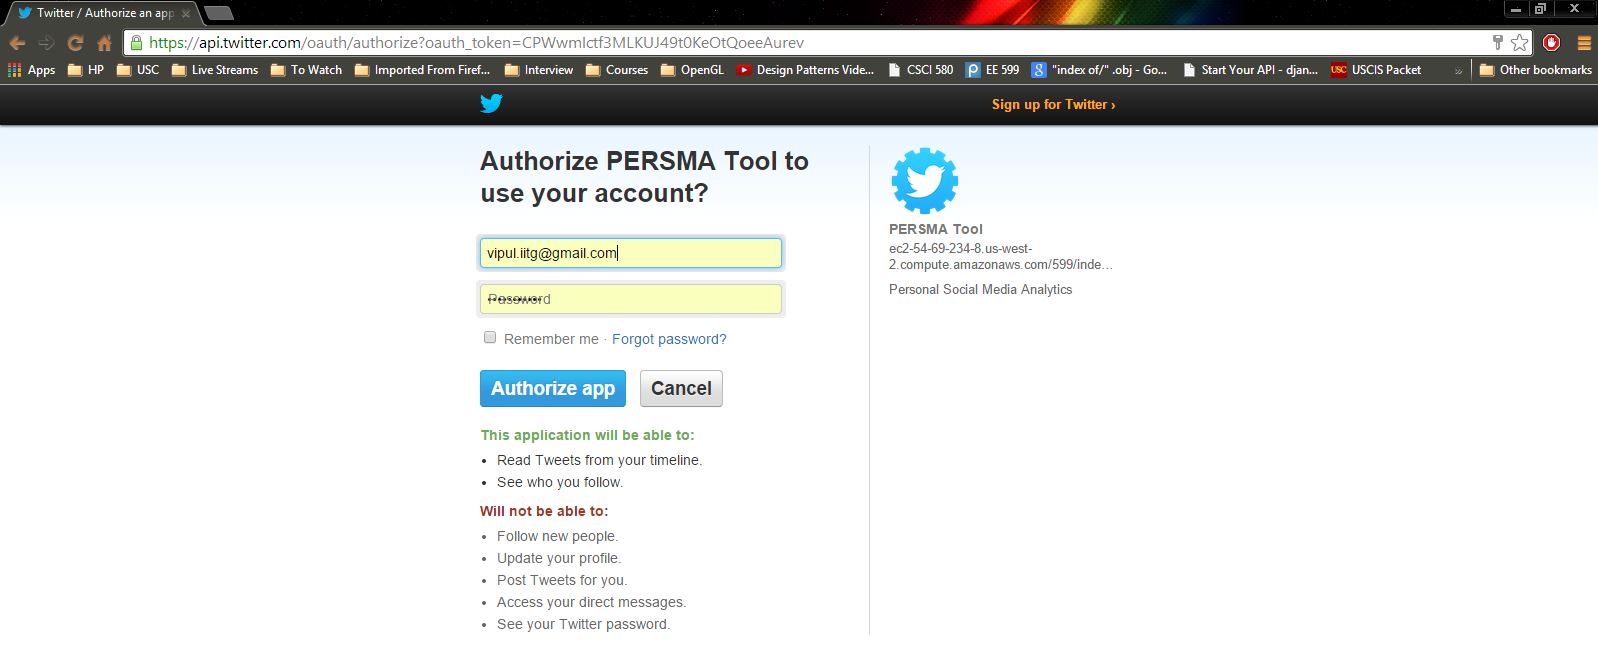 Twitter / Authorize an app
https://api.twitter.com/oauth/authorize?oauth_token=CPWwmIctf3MLKUJ49t0KeOtQoeeAurev
Apps HP USC Live Streams To Watch Imported From Firef... Interview Courses OpenGL Design Patterns Vide... CSCI 580 EE 599 "index of/" .obj - Go... Start Your API - djan... USC USCIS Packet » Other bookmarks
Sign up for Twitter ›
Authorize PERSMA Tool to
use your account?
vipul.iitg@gmail.com
Password
Remember me · Forgot password?
Authorize app Cancel
This application will be able to:
• Read Tweets from your timeline.
• See who you follow.
Will not be able to:
• Follow new people.
• Update your profile.
• Post Tweets for you.
• Access your direct messages.
• See your Twitter password.
PERSMA Tool
ec2-54-69-234-8.us-west-
2.compute.amazonaws.com/599/inde...
Personal Social Media Analytics